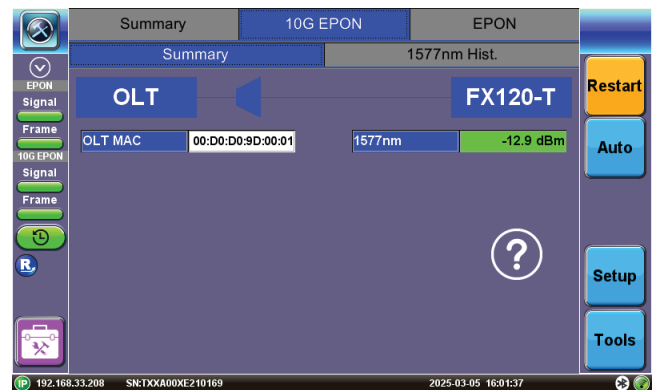 Summary 10G EPON EPON
Summary 1577nm Hist.
EPON
Signal
Frame
10G EPON
Signal
Frame
R
OLT FX120-T
OLT MAC 00:D0:D0:9D:00:01 1577nm -12.9 dBm
?
Restart
Auto
Setup
Tools
IP 192.168.33.208 SN:TXXA00XE210169 2025-03-05 16:01:37